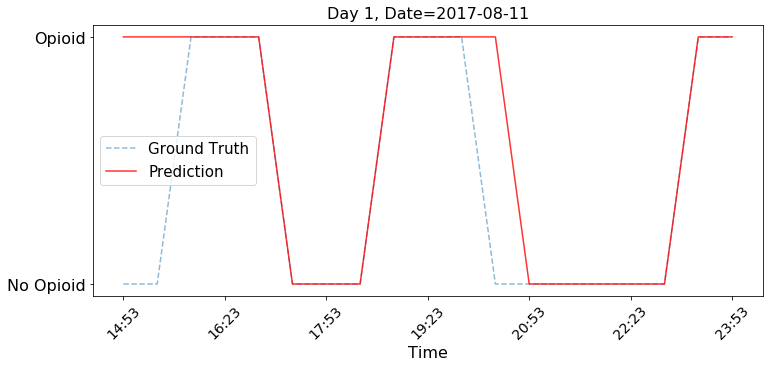 Day 1, Date=2017-08-11
Opioid
Ground Truth
Prediction
No Opioid
14:53
16:23
17:53
19:23
20:53
22:23
23:53
Time